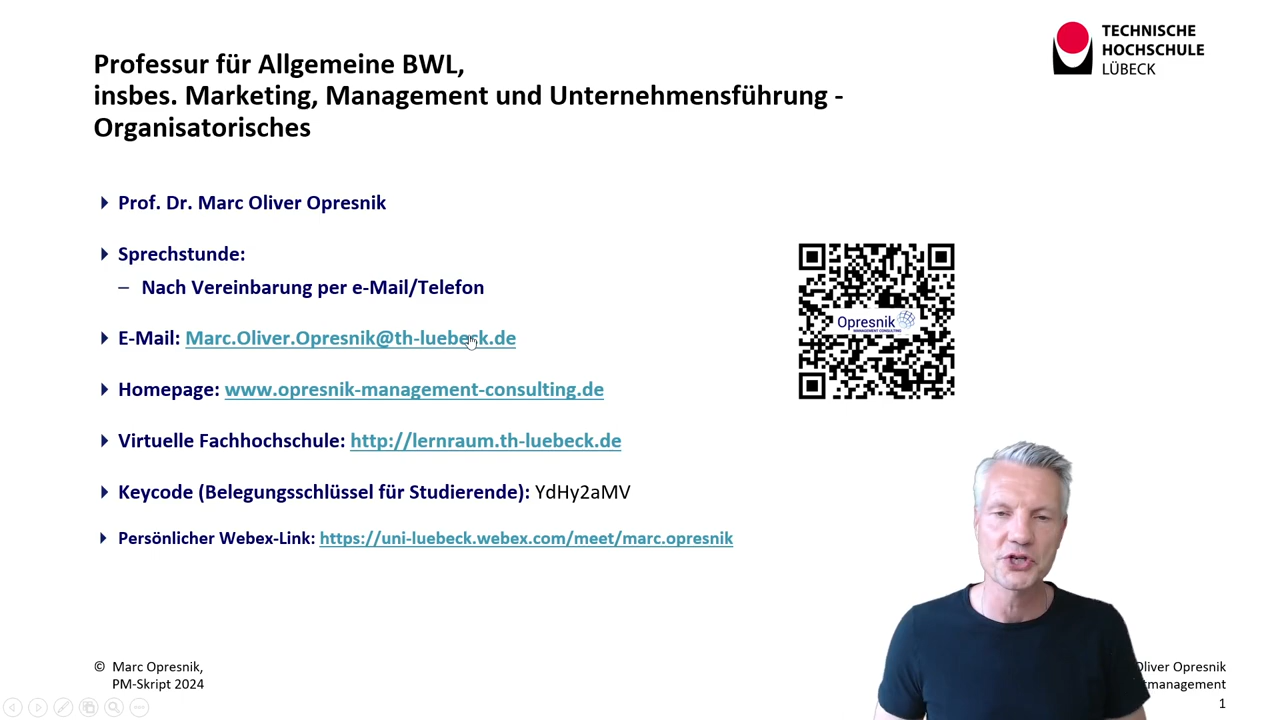 TECHNISCHE
HOCHSCHULE
LÜBECK
Professur für Allgemeine BWL,
insbes. Marketing, Management und Unternehmensführung -
Organisatorisches
Prof. Dr. Marc Oliver Opresnik
Sprechstunde:
– Nach Vereinbarung per e-Mail/Telefon
E-Mail: Marc.Oliver.Opresnik@th-luebeck.de
Homepage: www.opresnik-management-consulting.de
Virtuelle Fachhochschule: http://lernraum.th-luebeck.de
Keycode (Belegungsschlüssel für Studierende): YdHy2aMV
Persönlicher Webex-Link: https://uni-luebeck.webex.com/meet/marc.opresnik
Opresnik
MANAGEMENT CONSULTING
© Marc Opresnik,
PM-Skript 2024
Oliver Opresnik
tmanagement
1